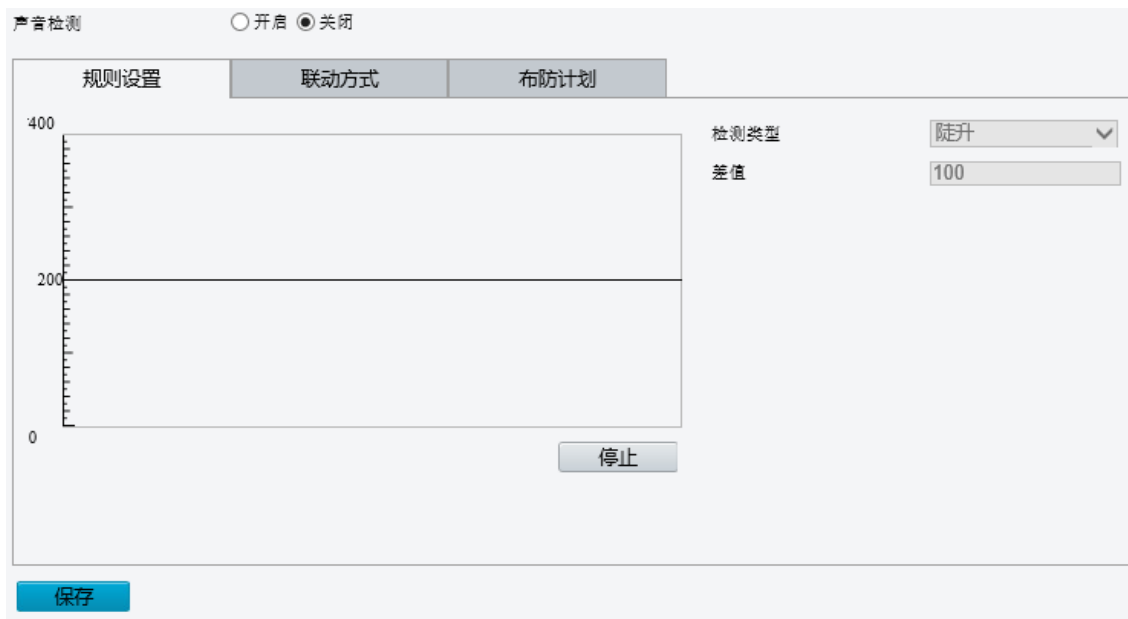 声音检测 开启 关闭
规则设置 联动方式 布防计划
400
检测类型 陡升
差值 100
200
0
停止
保存